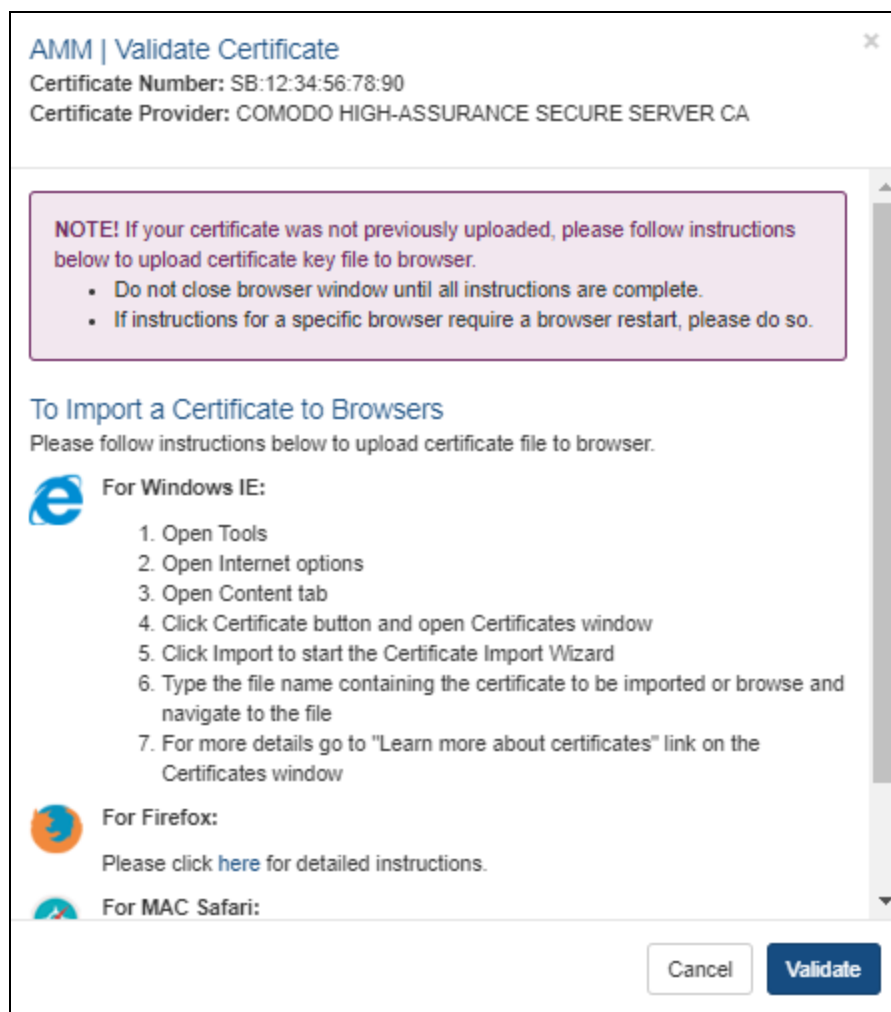 AMM | Validate Certificate
×
Certificate Number: SB:12:34:56:78:90
Certificate Provider: COMODO HIGH-ASSURANCE SECURE SERVER CA
NOTE! If your certificate was not previously uploaded, please follow instructions
below to upload certificate key file to browser.
• Do not close browser window until all instructions are complete.
• If instructions for a specific browser require a browser restart, please do so.
To Import a Certificate to Browsers
Please follow instructions below to upload certificate file to browser.
For Windows IE:
1. Open Tools
2. Open Internet options
3. Open Content tab
4. Click Certificate button and open Certificates window
5. Click Import to start the Certificate Import Wizard
6. Type the file name containing the certificate to be imported or browse and
navigate to the file
7. For more details go to "Learn more about certificates" link on the
Certificates window
For Firefox:
Please click here for detailed instructions.
For MAC Safari:
Cancel
Validate